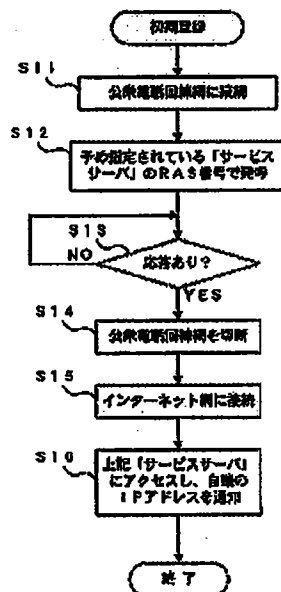 初期登録
S11
公衆電話回線網に接続
S12
予め指定されている「サービス
サーバ」のRAS番号で発呼
S13
NO
応答あり?
YES
S14
公衆電話回線網を切断
S15
インターネット網に接続
S16
上記「サービスサーバ」
にアクセスし、自端の
IPアドレスを通知
終了